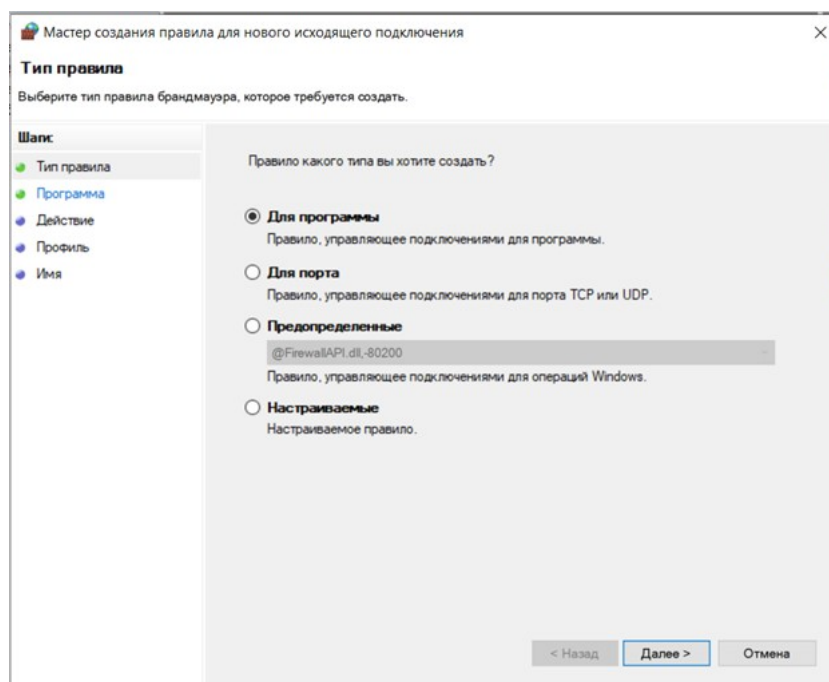 Мастер создания правила для нового исходящего подключения
Тип правила
Выберите тип правила брандмауэра, которое требуется создать.
Шаги:
Тип правила
Программа
Действие
Профиль
Имя
Правило какого типа вы хотите создать?
Для программы
Правило, управляющее подключениями для программы.
Для порта
Правило, управляющее подключениями для порта TCP или UDP.
Предопределенные
@FirewallAPI.dll,-80200
Правило, управляющее подключениями для операций Windows.
Настраиваемые
Настраиваемое правило.
< Назад
Далее >
Отмена